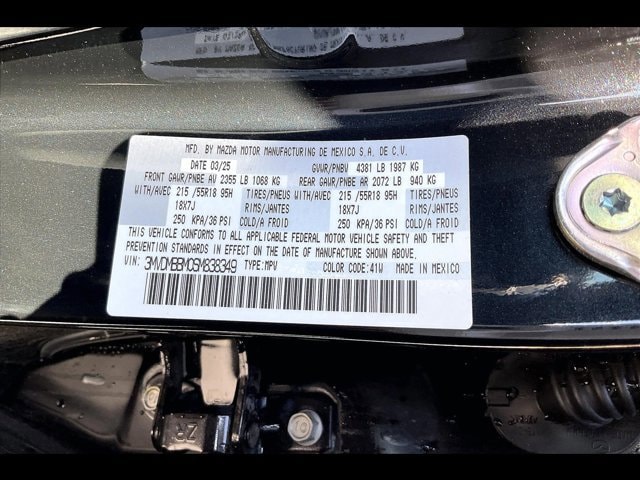 MFD. BY MAZDA MOTOR MANUFACTURING DE MEXICO S.A. DE C.V.
DATE 03/25 GVWR/PNBV 4381 LB 1987 KG
FRONT GAWR/PNBE AV 2355 LB 1068 KG REAR GAWR/PNBE AR 2072 LB 940 KG
WITH/AVEC 215/55R18 95H TIRES/PNEUS WITH/AVEC 215/55R18 95H TIRES/PNEUS
18X7J RIMS/JANTES 18X7J RIMS/JANTES
250 KPA/36 PSI COLD/A FROID 250 KPA/36 PSI COLD/A FROID
THIS VEHICLE CONFORMS TO ALL APPLICABLE FEDERAL MOTOR VEHICLE SAFETY AND THEFT
PREVENTION STANDARDS IN EFFECT ON THE DATE OF MANUFACTURE SHOWN ABOVE.
VIN: 3MVDMBBM0SM838349 TYPE:MPV COLOR CODE:41W MADE IN MEXICO
ZR